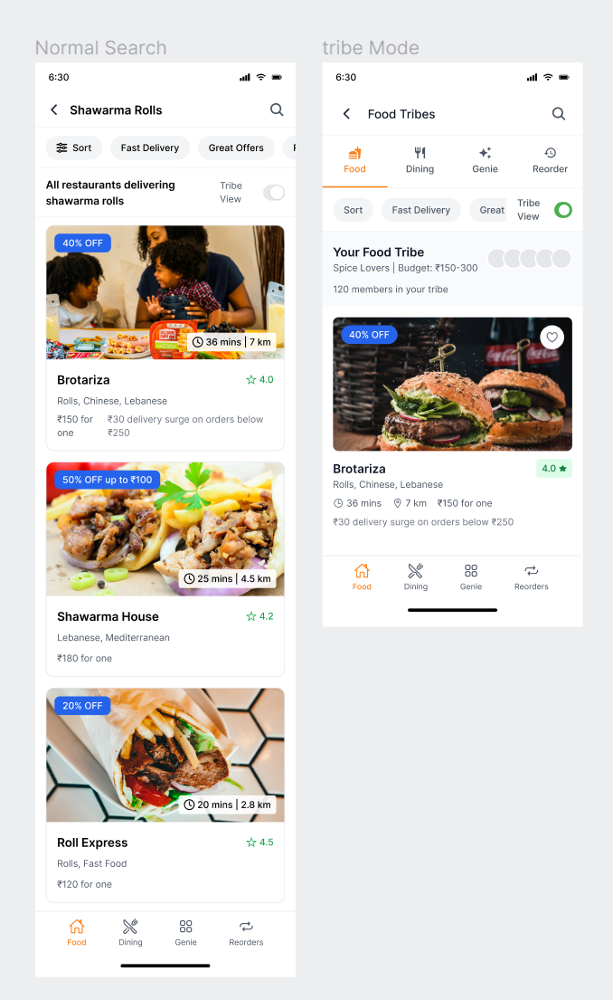 Normal Search
6:30
Shawarma Rolls
Sort
Fast Delivery
Great Offers
All restaurants delivering
shawarma rolls
Tribe
View
40% OFF
36 mins | 7 km
Brotariza
4.0
Rolls, Chinese, Lebanese
₹150 for
one
₹30 delivery surge on orders below
₹250
50% OFF up to ₹100
25 mins | 4.5 km
Shawarma House
4.2
Lebanese, Mediterranean
₹180 for one
20% OFF
20 mins | 2.8 km
Roll Express
4.5
Rolls, Fast Food
₹120 for one
Food
Dining
Genie
Reorders
tribe Mode
6:30
Food Tribes
Food
Dining
Genie
Reorder
Sort
Fast Delivery
Great
Tribe
View
Your Food Tribe
Spice Lovers | Budget: ₹150-300
120 members in your tribe
40% OFF
Brotariza
4.0
Rolls, Chinese, Lebanese
36 mins
7 km
₹150 for one
₹30 delivery surge on orders below ₹250
Food
Dining
Genie
Reorders